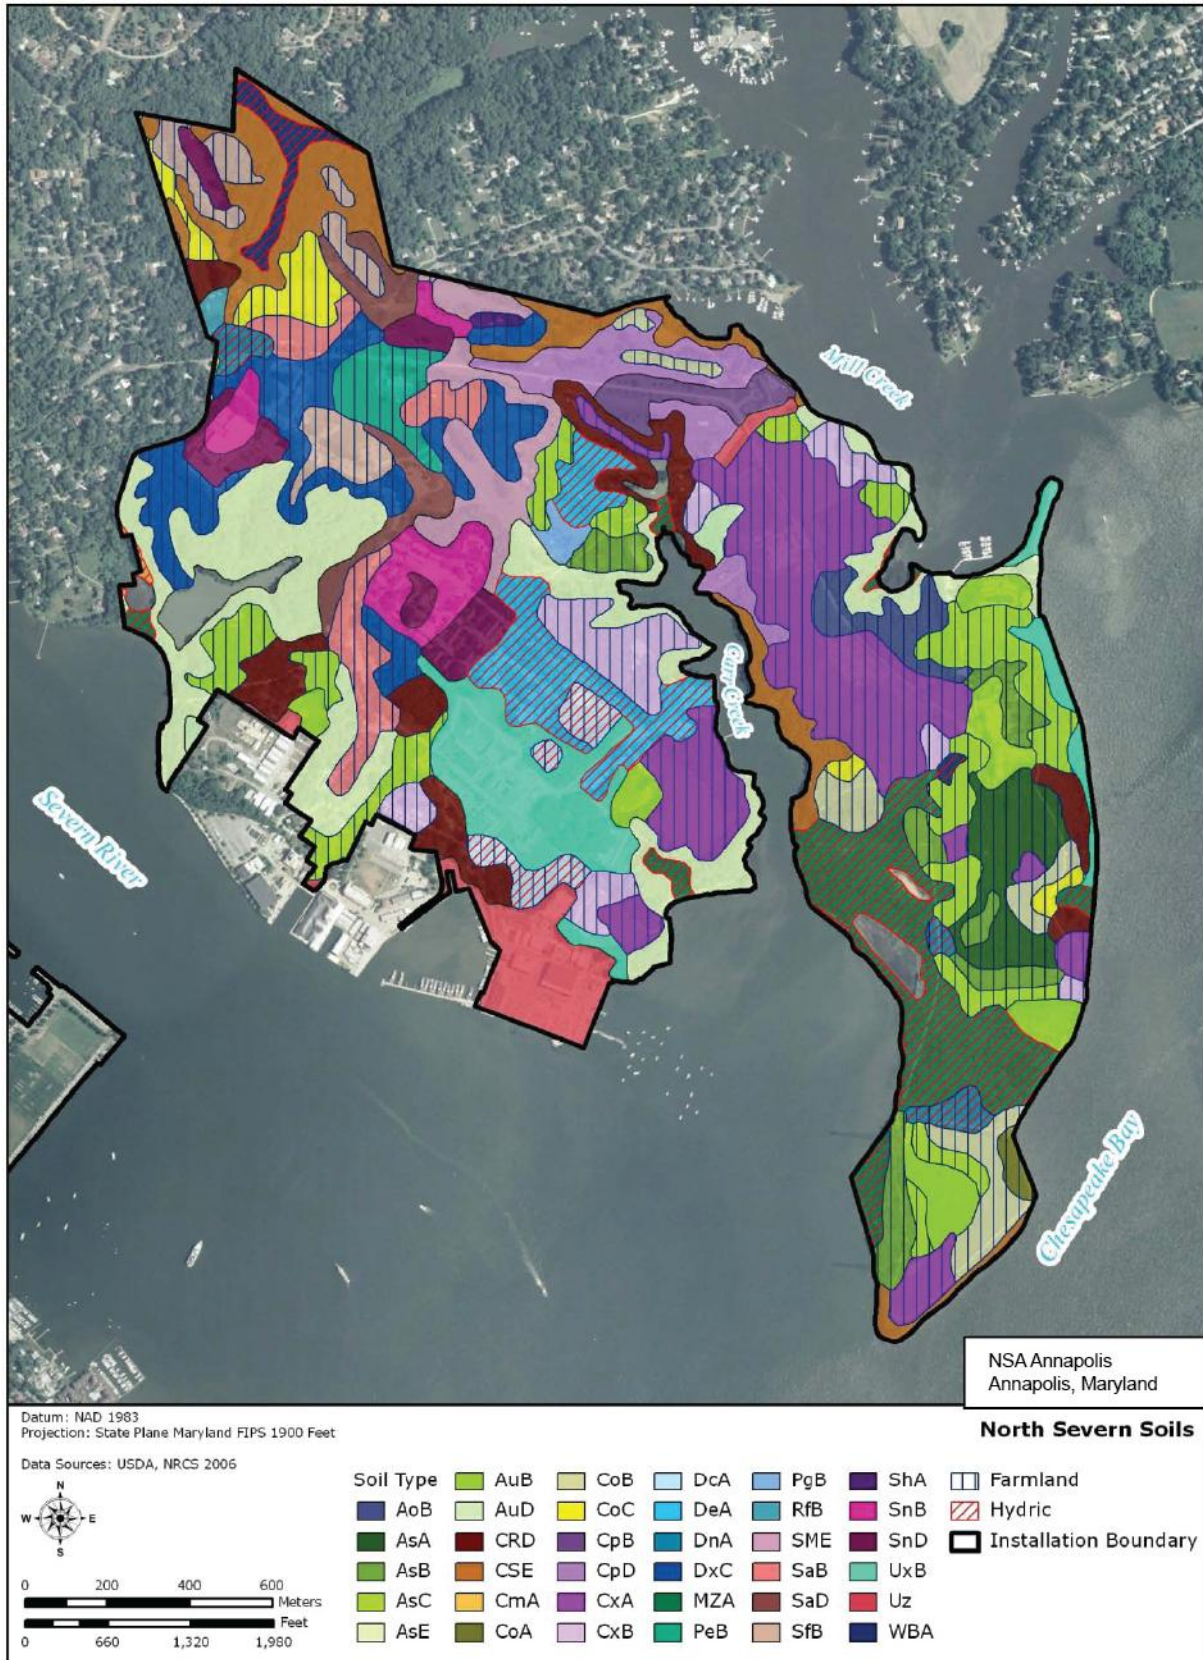 Mill Creek
Carr Creek
Severn River
Chesapeake Bay
NSA Annapolis
Annapolis, Maryland
Datum: NAD 1983
Projection: State Plane Maryland FIPS 1900 Feet
North Severn Soils
Data Sources: USDA, NRCS 2006
N
W
E
S
0 200 400 600
Meters
Feet
0 660 1,320 1,980
Soil Type
AoB
AsA
AsB
AsC
AsE
AuB
AuD
CRD
CSE
CmA
CoA
CoB
CoC
CpB
CpD
CxA
CxB
DcA
DeA
DnA
DxC
MZA
PeB
PgB
RfB
SME
SaB
SaD
SfB
ShA
SnB
SnD
UxB
Uz
WBA
Farmland
Hydric
Installation Boundary